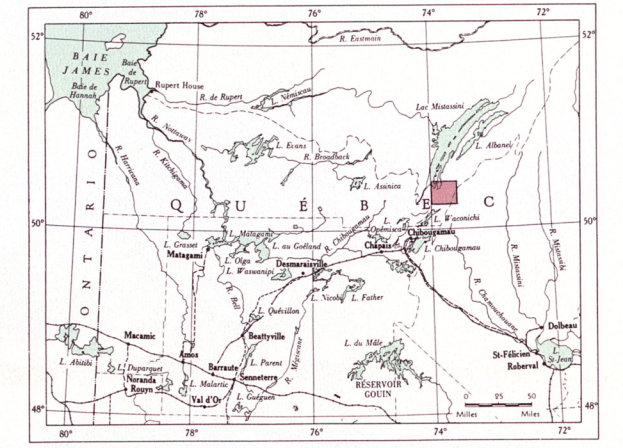 80°
78°
76°
74°
72°
52°
52°
BAIE
JAMES
Baie
de
Rupert
Baie de
Hannah
Rupert House
R. Eastmain
R. de Rupert
L. Némiscau
Lac Mistassini
L. Albanel
R. Nottaway
R. Harricana
R. Kitchigama
L. Evans
R. Broadback
L. Assinica
QUÉBEC
ONTARIO
50°
50°
L. Waconichi
L.
Opémisca
Chibougamau
R. Chibougamau
Chapais
L. Chibougamau
L. Matagami
L. Grasset
Matagami
L. Olga
L. au Goéland
L. Waswanipi
Desmaraisville
L. Nicobi
L. Father
R. Bell
L. Quévillon
R. Mistassini
R. Mistassibi
R. Chamouchouane
Macamic
Beattyville
L. du Mâle
Dolbeau
Amos
L. Abitibi
L. Duparquet
Barraute
L. Parent
R. Mégiscane
St-Félicien
Roberval
L.
St-Jean
Noranda
Rouyn
L. Malartic
Senneterre
RÉSERVOIR
GOUIN
Val d'Or
L. Guéguen
50 0 25 50
Milles Miles
48°
48°
80°
78°
76°
74°
72°